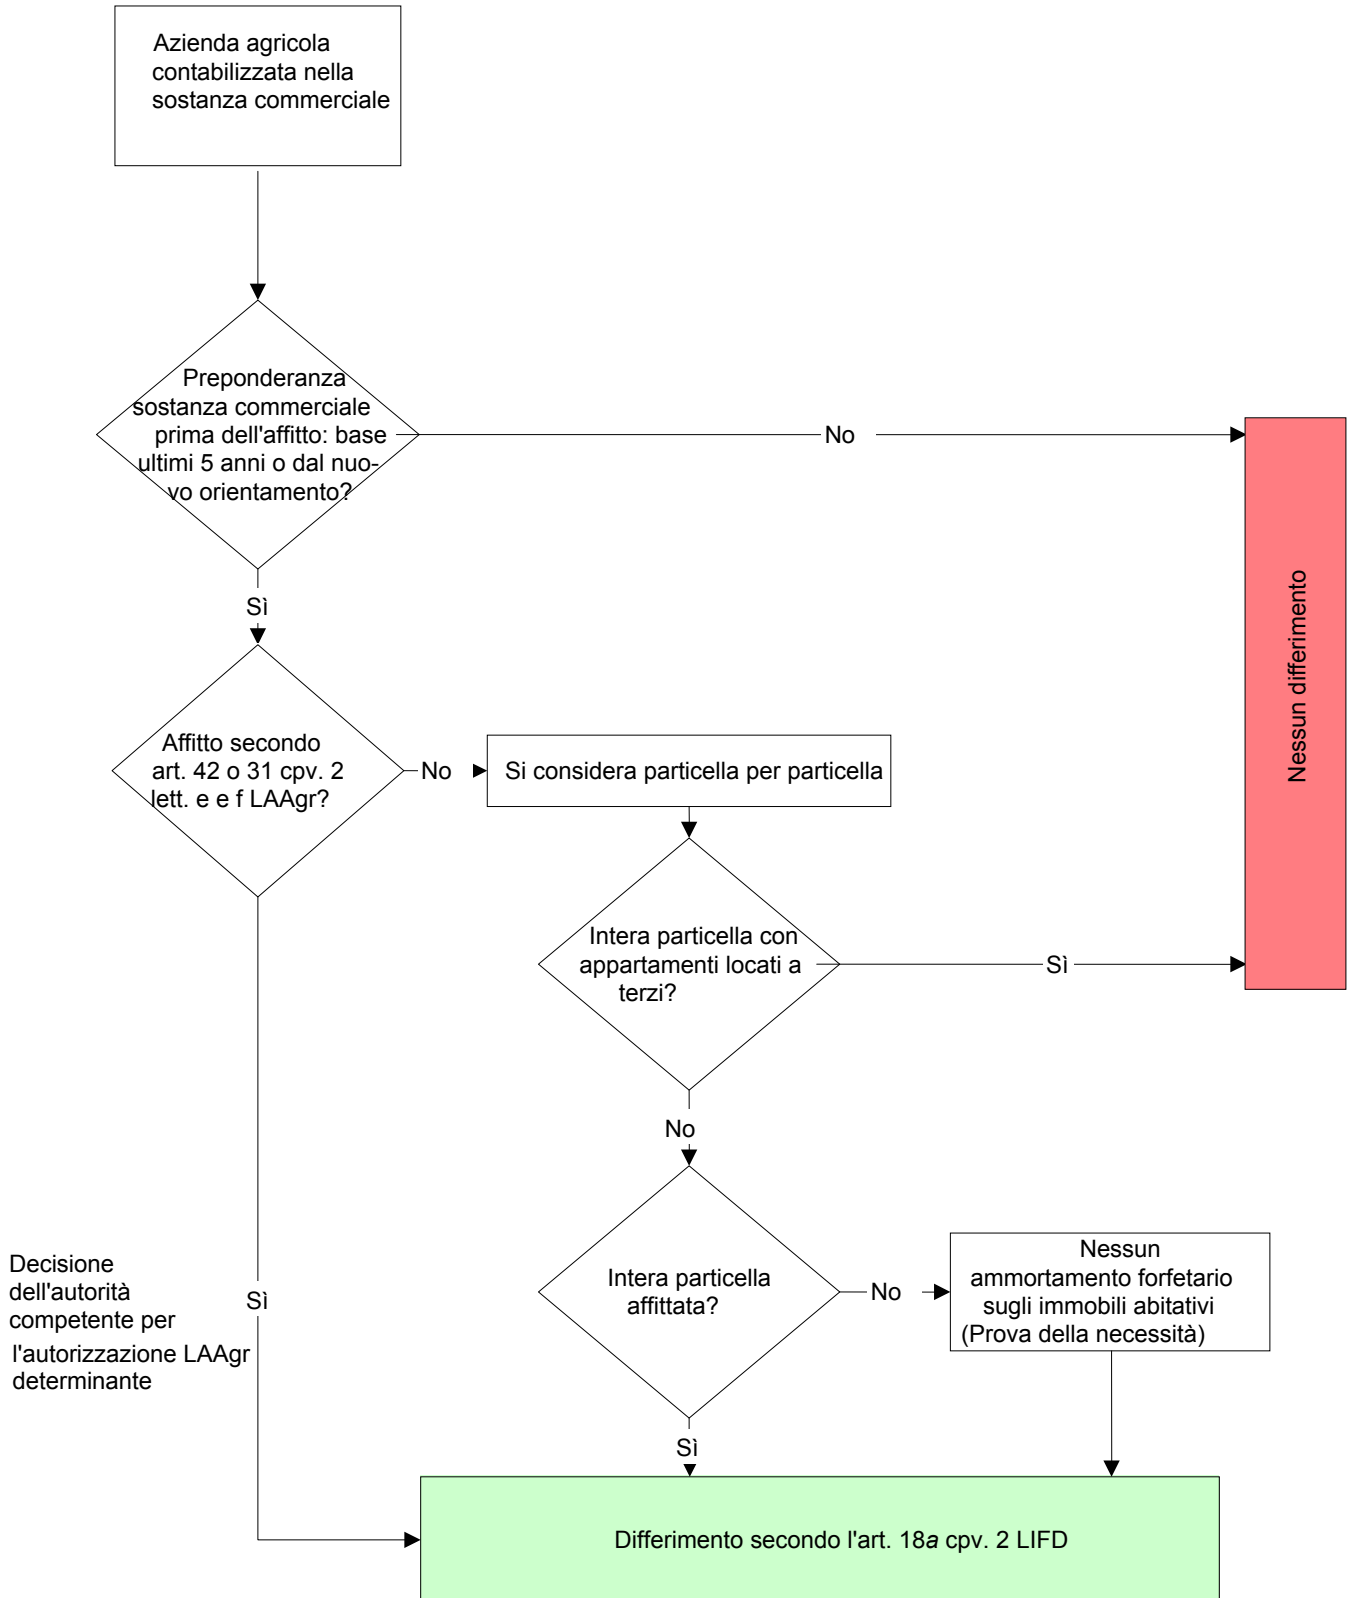 Azienda agricola
contabilizzata nella
sostanza commerciale
Preponderanza
sostanza commerciale
prima dell'affitto: base
ultimi 5 anni o dal nuo-
vo orientamento?
No
Nessun differimento
Sì
Affitto secondo
art. 42 o 31 cpv. 2
lett. e e f LAAgr?
No
Si considera particella per particella
Intera particella con
appartamenti locati a
terzi?
Sì
No
Intera particella
affittata?
No
Nessun
ammortamento forfetario
sugli immobili abitativi
(Prova della necessità)
Decisione
dell'autorità
competente per
l'autorizzazione LAAgr
determinante
Sì
Sì
Differimento secondo l'art. 18a cpv. 2 LIFD